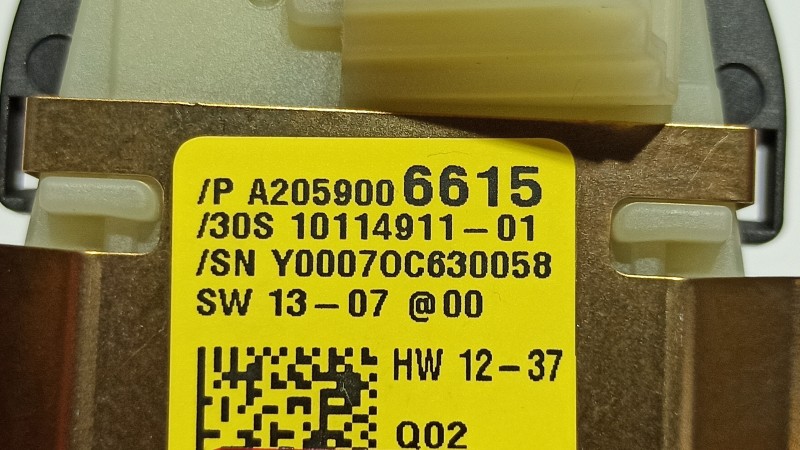 /P A205900 6615
/30S 10114911-01
/SN Y00070C630058
SW 13-07 @00
HW 12-37
Q02